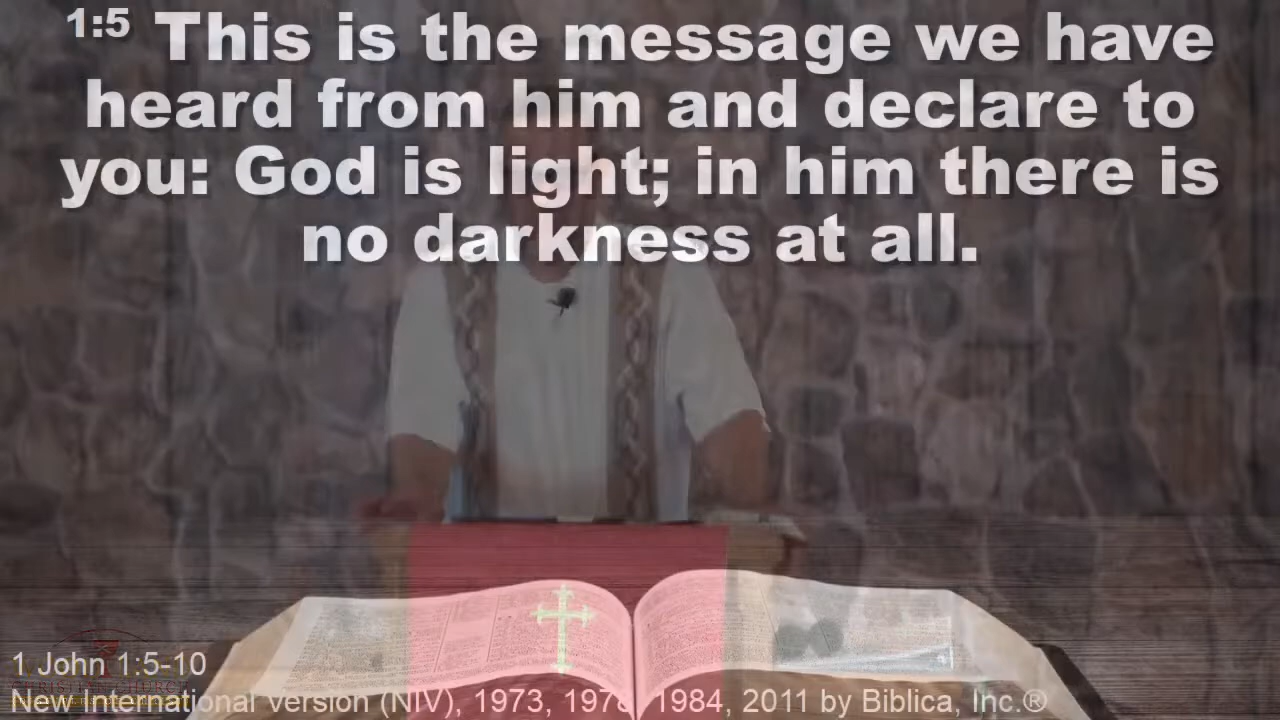 1:5 This is the message we have
heard from him and declare to
you: God is light; in him there is
no darkness at all.
1 John 1:5-10
New International Version (NIV), 1973, 1978 1984, 2011 by Biblica, Inc.®